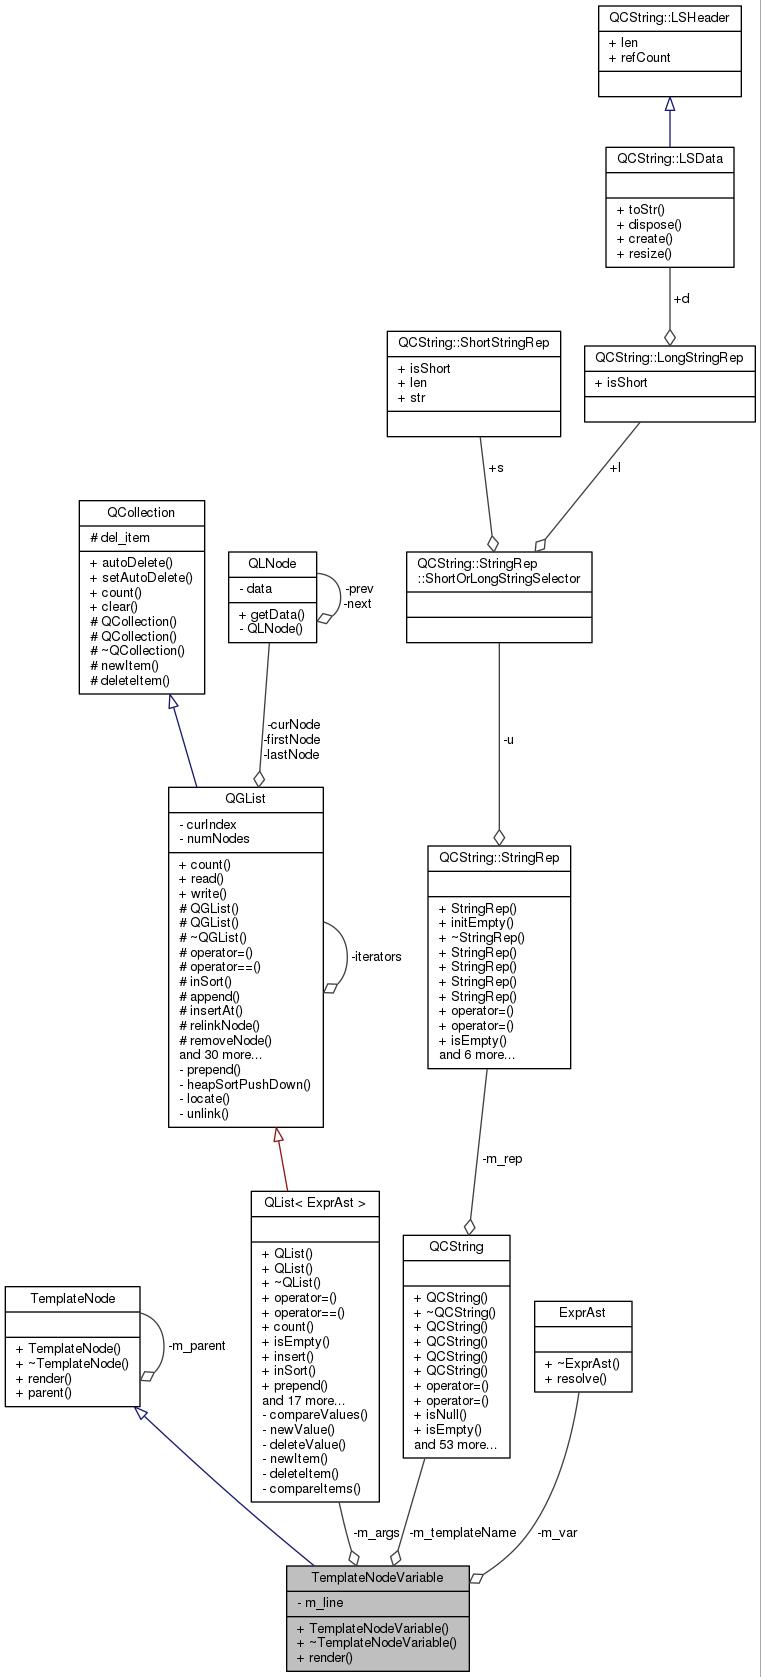 QCString::LSHeader
+ len
+ refCount
QCString::LSData
+ toStr()
+ dispose()
+ create()
+ resize()
+d
QCString::ShortStringRep
+ isShort
+ len
+ str
QCString::LongStringRep
+ isShort
+s
+l
QCollection
# del_item
+ autoDelete()
+ setAutoDelete()
+ count()
+ clear()
# QCollection()
# QCollection()
# ~QCollection()
# newItem()
# deleteItem()
QLNode
- data
+ getData()
- QLNode()
-prev
-next
QCString::StringRep
::ShortOrLongStringSelector
-curNode
-firstNode
-lastNode
-u
QGList
- curIndex
- numNodes
+ count()
+ read()
+ write()
# QGList()
# QGList()
# ~QGList()
# operator=()
# operator==()
# inSort()
# append()
# insertAt()
# relinkNode()
# removeNode()
and 30 more...
- prepend()
- heapSortPushDown()
- locate()
- unlink()
-iterators
QCString::StringRep
+ StringRep()
+ initEmpty()
+ ~StringRep()
+ StringRep()
+ StringRep()
+ StringRep()
+ StringRep()
+ operator=()
+ operator=()
+ isEmpty()
and 6 more...
-m_rep
QList< ExprAst >
+ QList()
+ QList()
+ ~QList()
+ operator=()
+ operator==()
+ count()
+ isEmpty()
+ insert()
+ inSort()
+ prepend()
and 17 more...
- compareValues()
- newValue()
- deleteValue()
- newItem()
- deleteItem()
- compareItems()
QCString
+ QCString()
+ ~QCString()
+ QCString()
+ QCString()
+ QCString()
+ QCString()
+ operator=()
+ operator=()
+ isNull()
+ isEmpty()
and 53 more...
TemplateNode
+ TemplateNode()
+ ~TemplateNode()
+ render()
+ parent()
-m_parent
ExprAst
+ ~ExprAst()
+ resolve()
-m_args
-m_templateName
-m_var
TemplateNodeVariable
- m_line
+ TemplateNodeVariable()
+ ~TemplateNodeVariable()
+ render()